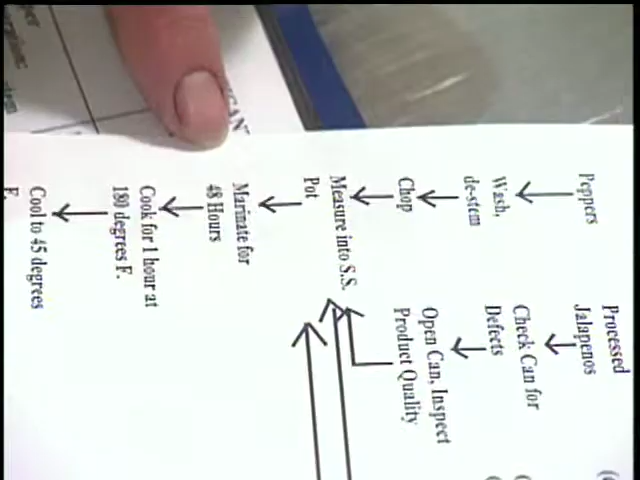 Peppers
Wash,
de-stem
Chop
Measure into S.S.
Pot
Marinate for
48 Hours
Cook for 1 hour at
180 degrees F.
Cool to 45 degrees
F.
Processed
Jalapenos
Check Can for
Defects
Open Can, Inspect
Product Quality